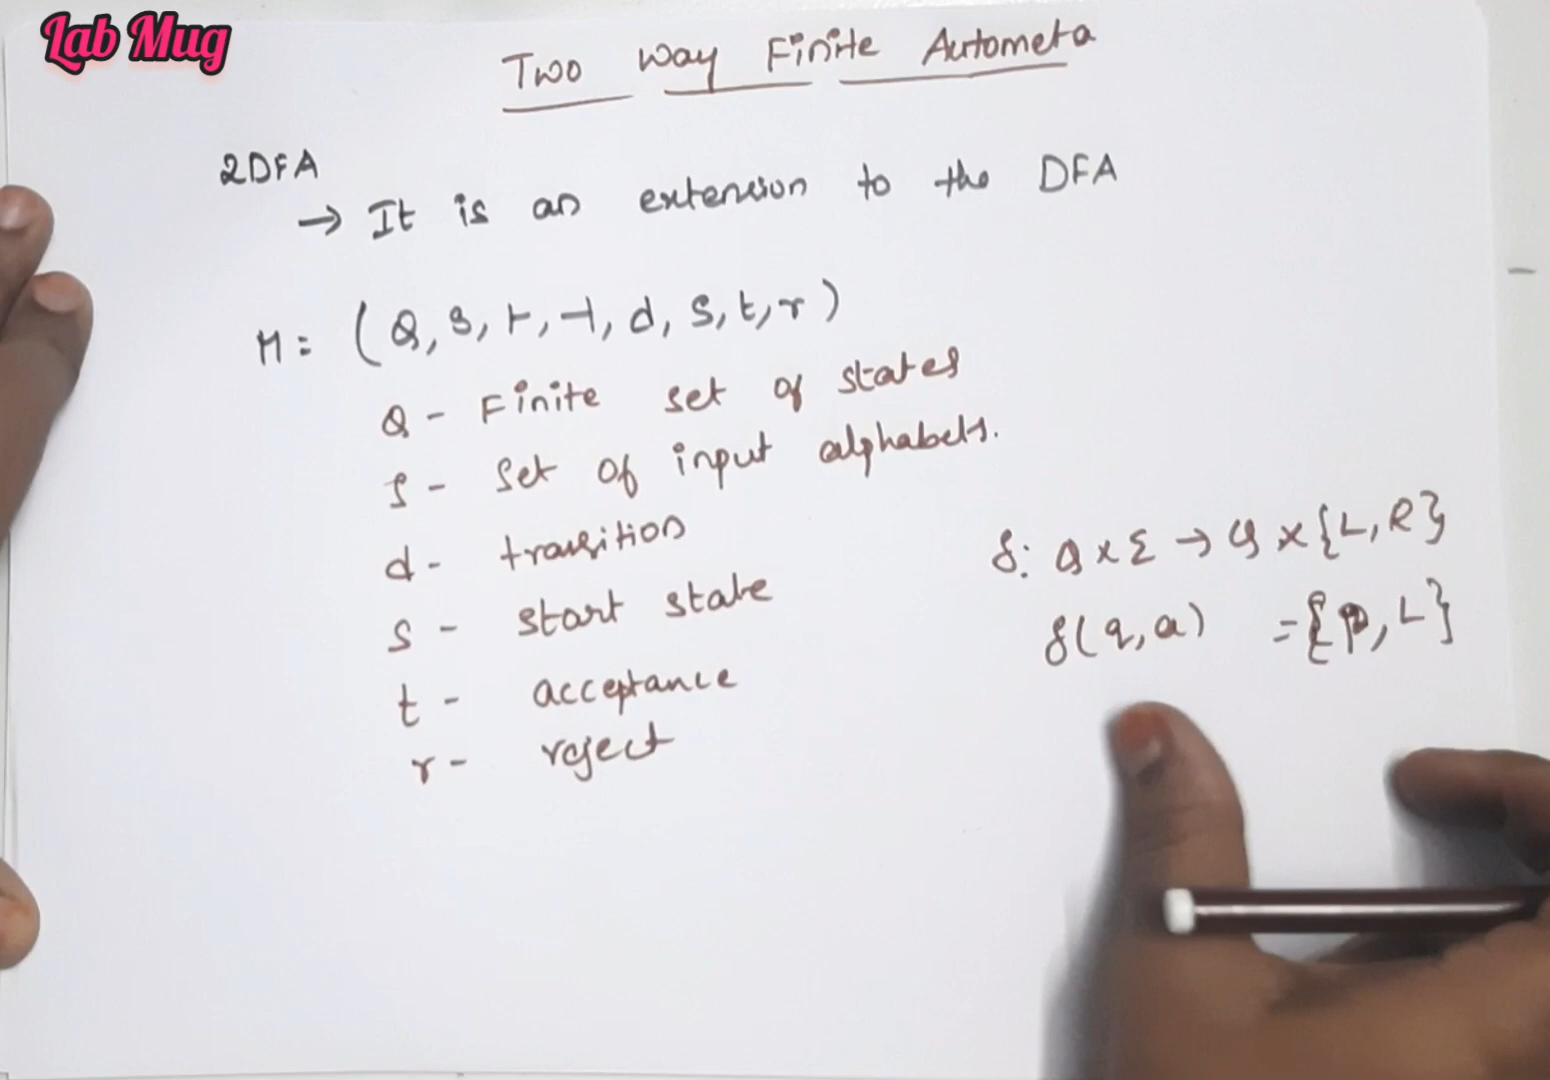 Lab Mug
Two Way Finite Autometa
2DFA
→ It is an extension to the DFA
M = (Q, S, ⊢, ⊣, d, S, t, r)
Q - Finite set of states
S - Set of input alphabets.
d - transition
S - start state
t - acceptance
r - reject
δ: Q x Σ → Q x {L, R}
δ(q, a) = {p, L}